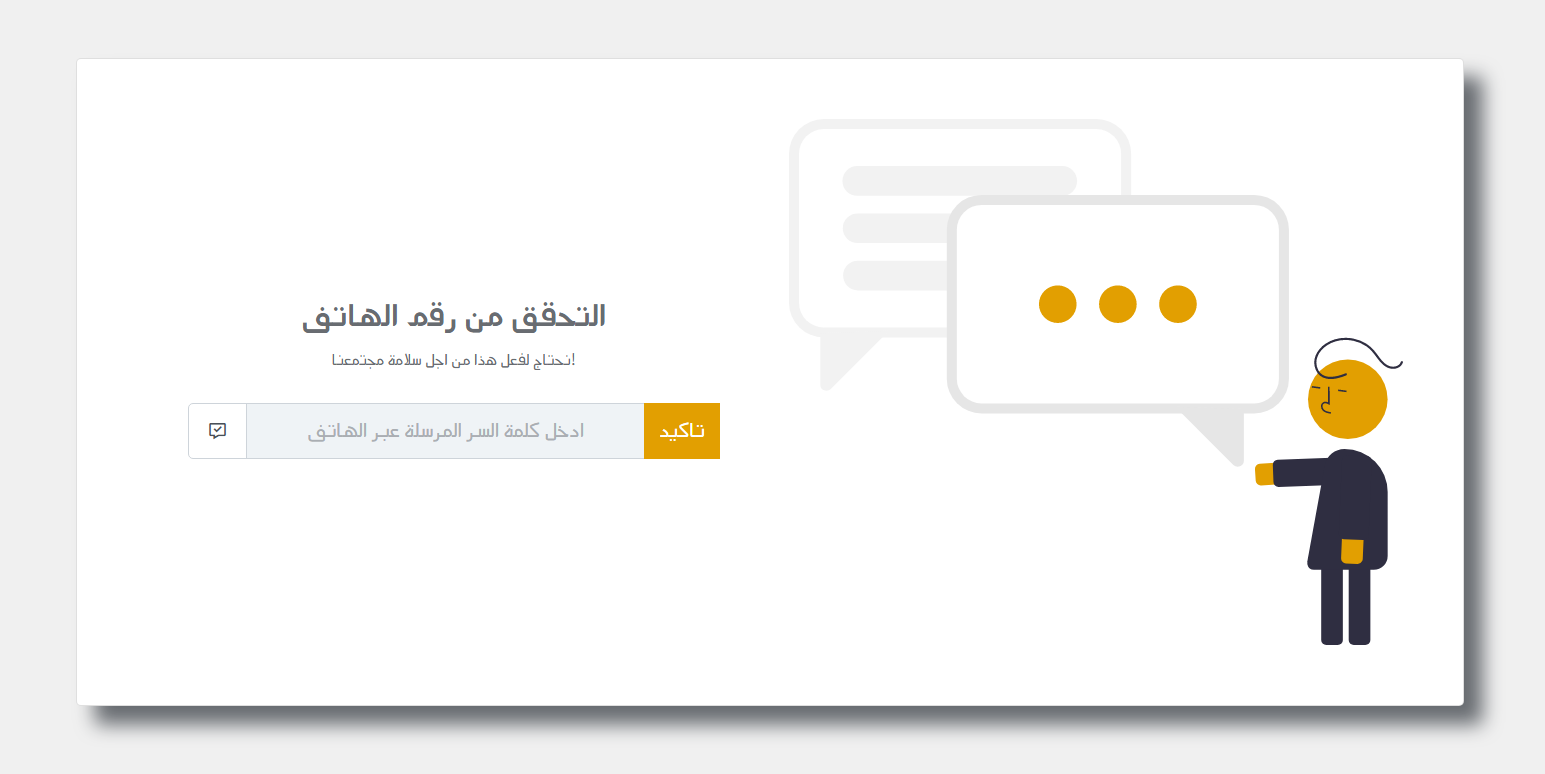 التحقق من رقم الهاتف
!نحتاج لفعل هذا من اجل سلامة مجتمعنا
تاكيد
ادخل كلمة السر المرسلة عبر الهاتف